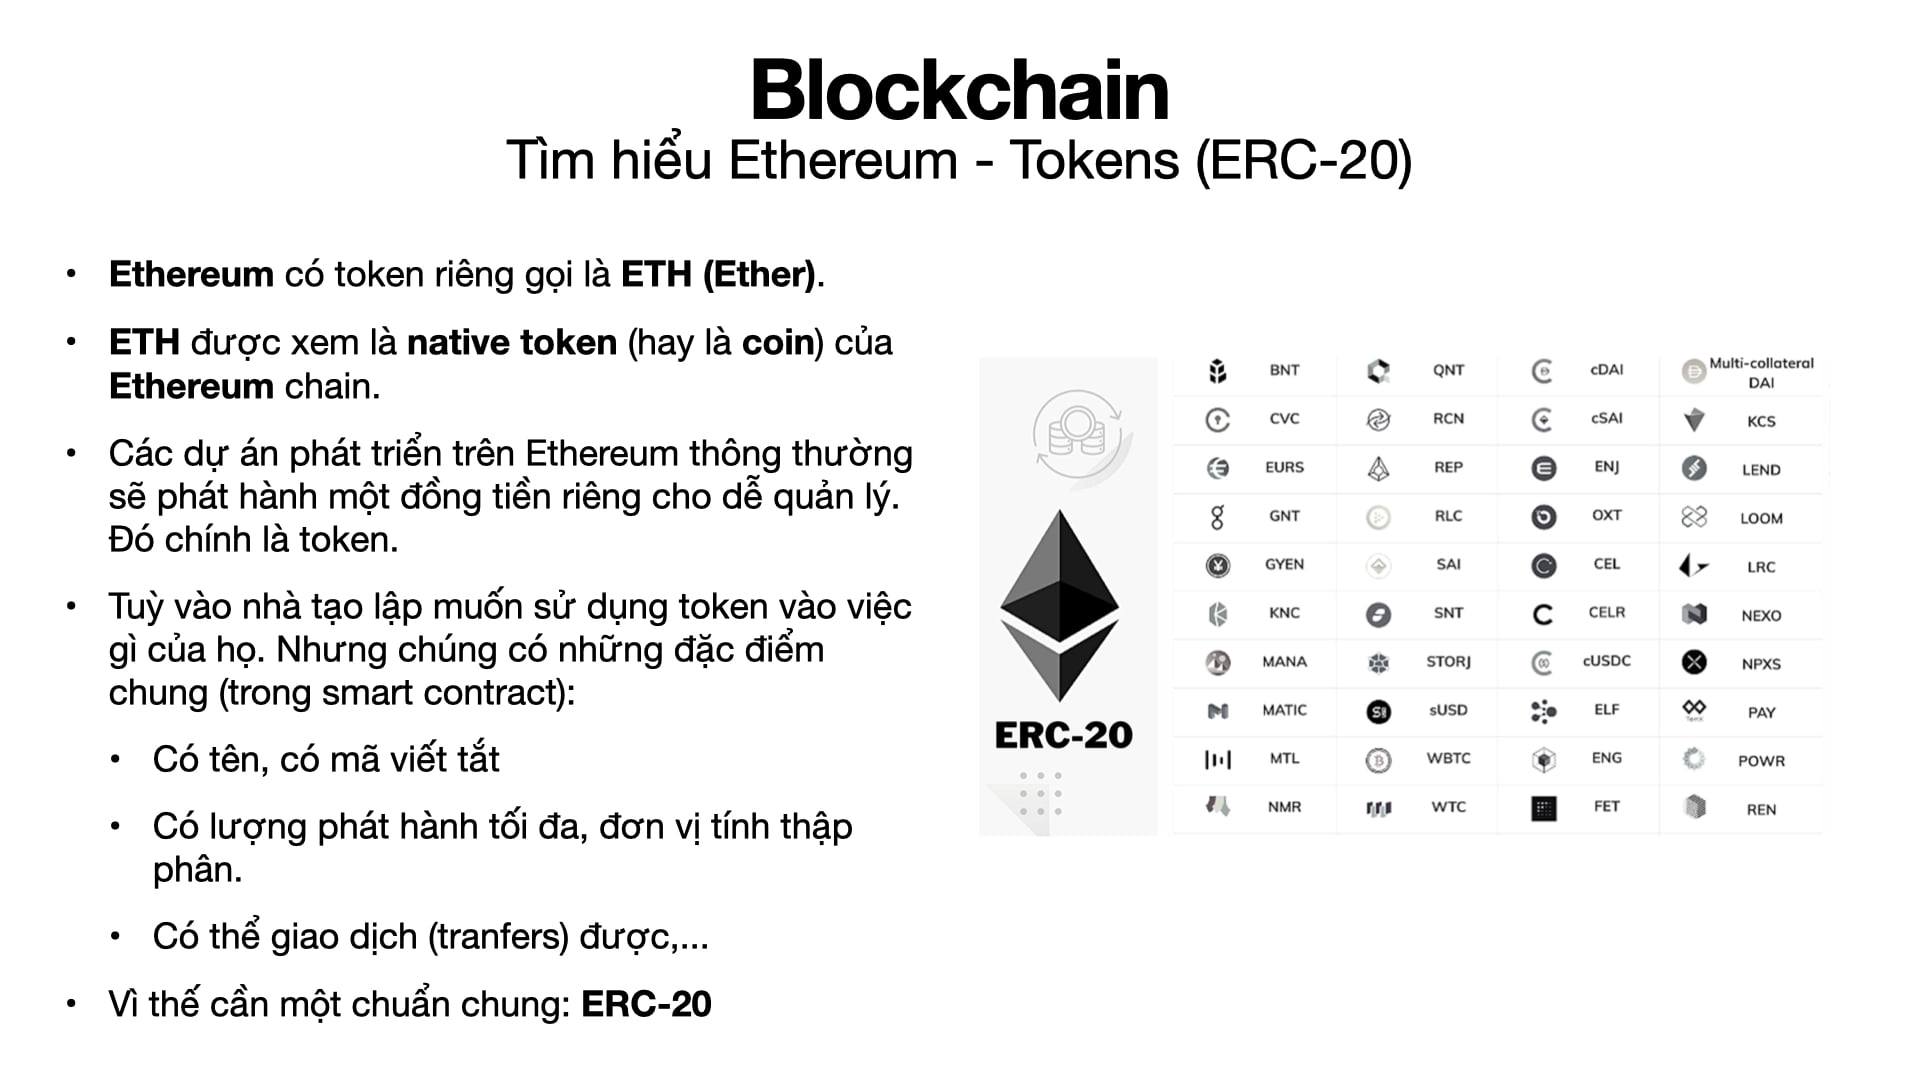 Blockchain
Tìm hiểu Ethereum - Tokens (ERC-20)
• Ethereum có token riêng gọi là ETH (Ether).
• ETH được xem là native token (hay là coin) của
Ethereum chain.
• Các dự án phát triển trên Ethereum thông thường
sẽ phát hành một đồng tiền riêng cho dễ quản lý.
Đó chính là token.
• Tuỳ vào nhà tạo lập muốn sử dụng token vào việc
gì của họ. Nhưng chúng có những đặc điểm
chung (trong smart contract):
• Có tên, có mã viết tắt
• Có lượng phát hành tối đa, đơn vị tính thập
phân.
• Có thể giao dịch (tranfers) được,...
• Vì thế cần một chuẩn chung: ERC-20
ERC-20
BNT QNT cDAI Multi-collateral
DAI
CVC RCN cSAI KCS
EURS REP ENJ LEND
GNT RLC OXT LOOM
GYEN SAI CEL LRC
KNC SNT CELR NEXO
MANA STORJ cUSDC NPXS
MATIC sUSD ELF PAY
MTL WBTC ENG POWR
NMR WTC FET REN